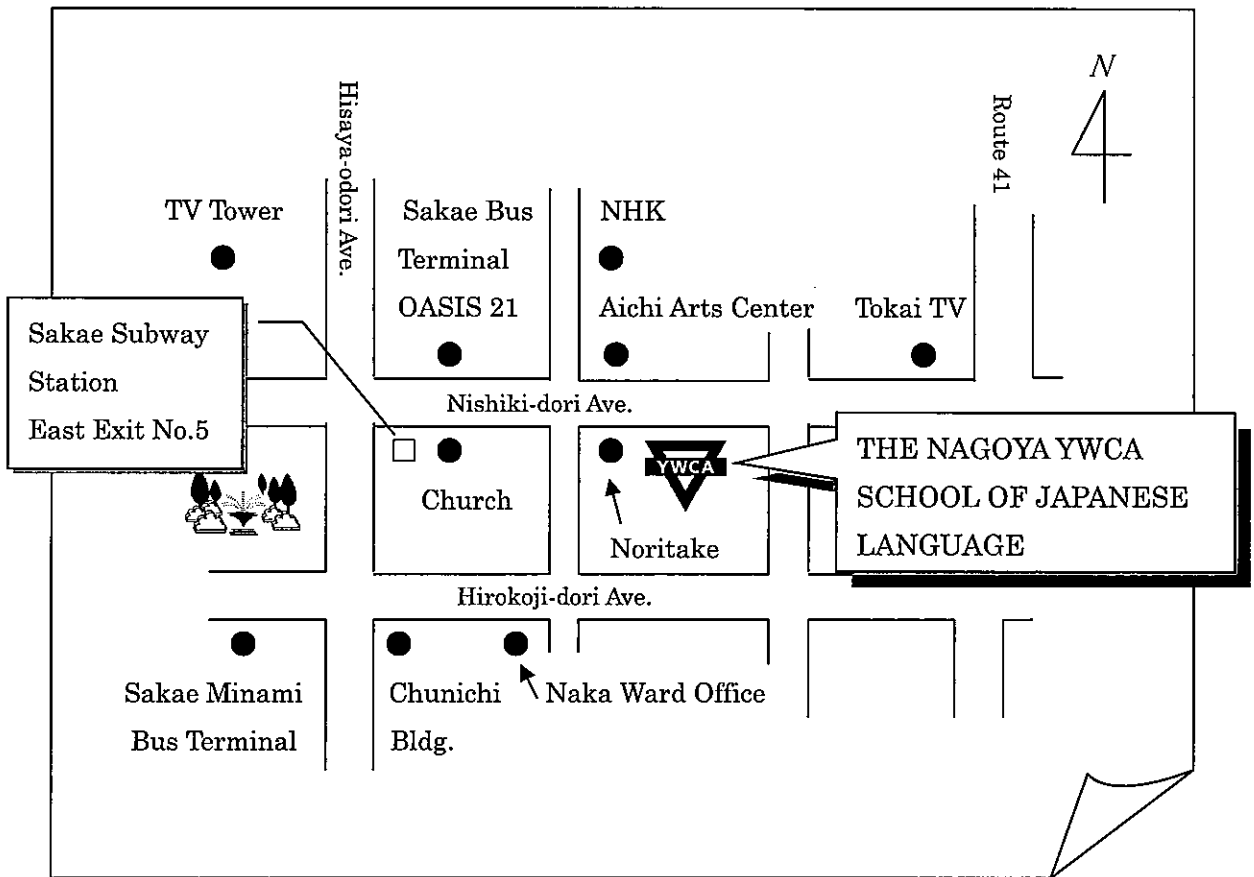 N
Hisaya-odori Ave.
Route 41
TV Tower
Sakae Bus
Terminal
OASIS 21
NHK
Aichi Arts Center
Tokai TV
Sakae Subway
Station
East Exit No.5
Nishiki-dori Ave.
Church
YWCA
Noritake
THE NAGOYA YWCA
SCHOOL OF JAPANESE
LANGUAGE
Hirokoji-dori Ave.
Sakae Minami
Bus Terminal
Chunichi
Bldg.
Naka Ward Office